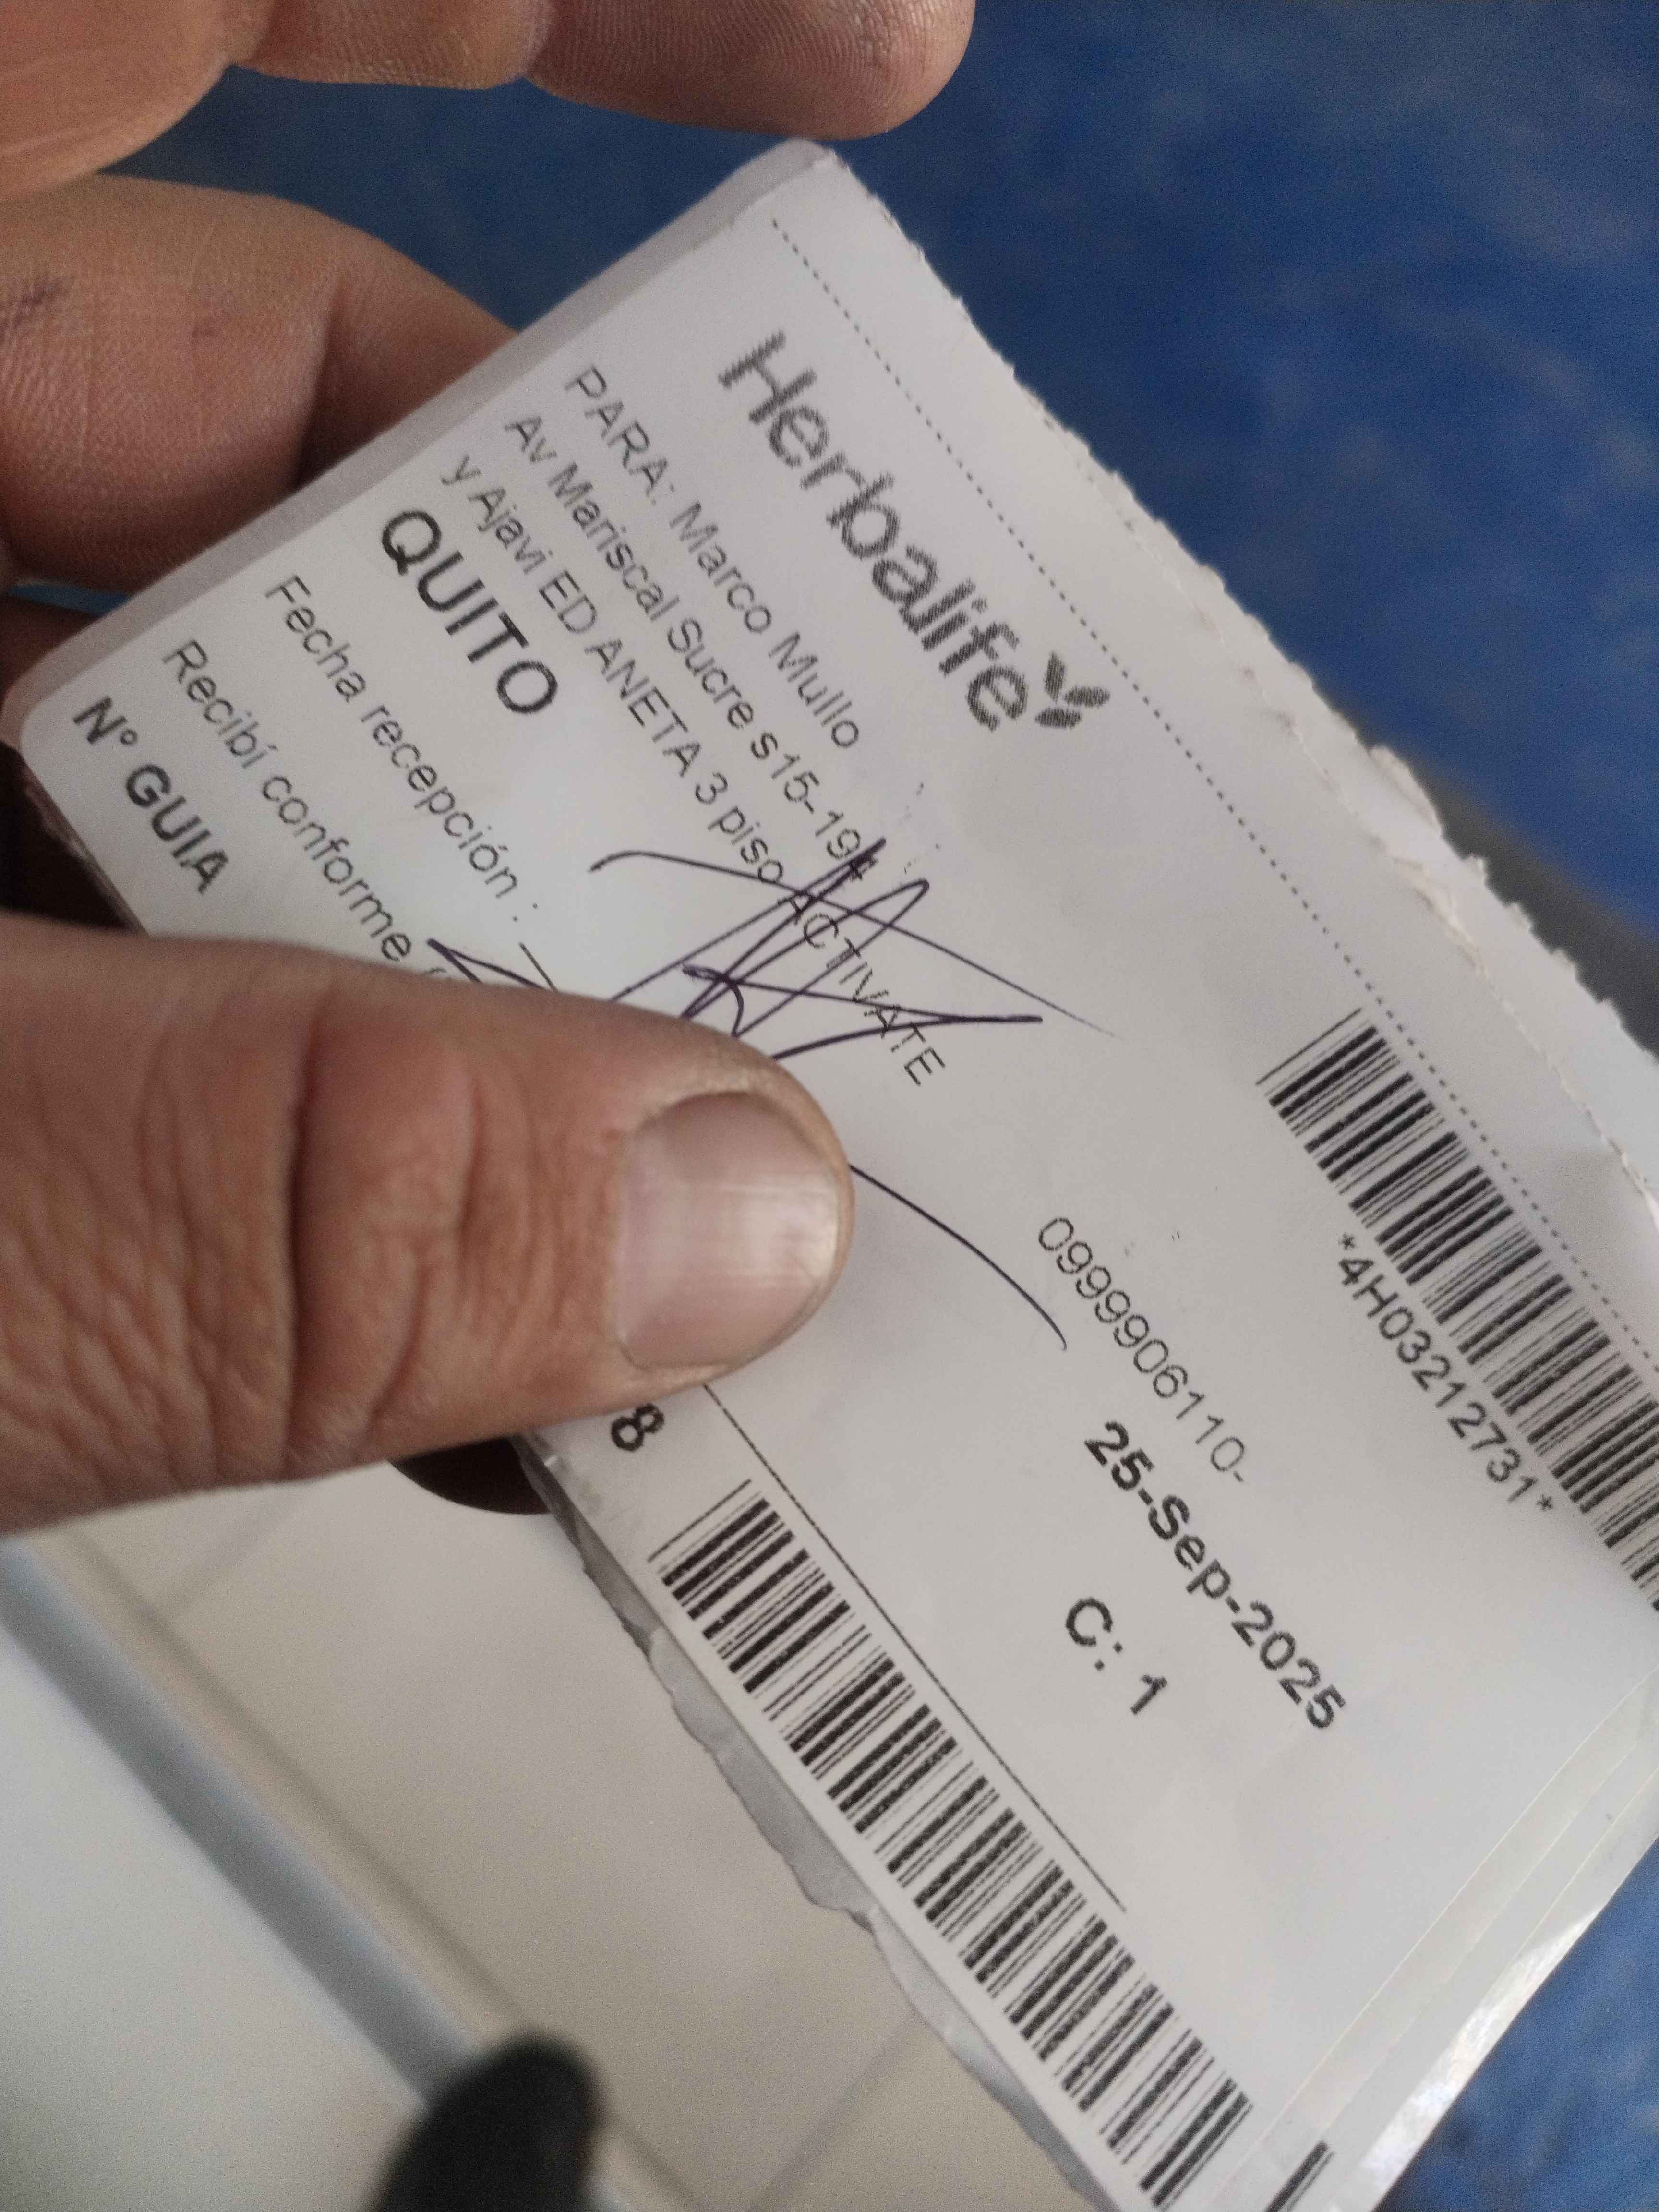 Herbalife
*4H03212731*
PARA: Marco Mullo
Av Mariscal Sucre s15-194
0999906110-
y Ajavi ED ANETA 3 piso ACTIVATE
25-Sep-2025
QUITO
C: 1
Fecha recepción :
Recibí conforme
Nº GUIA
8